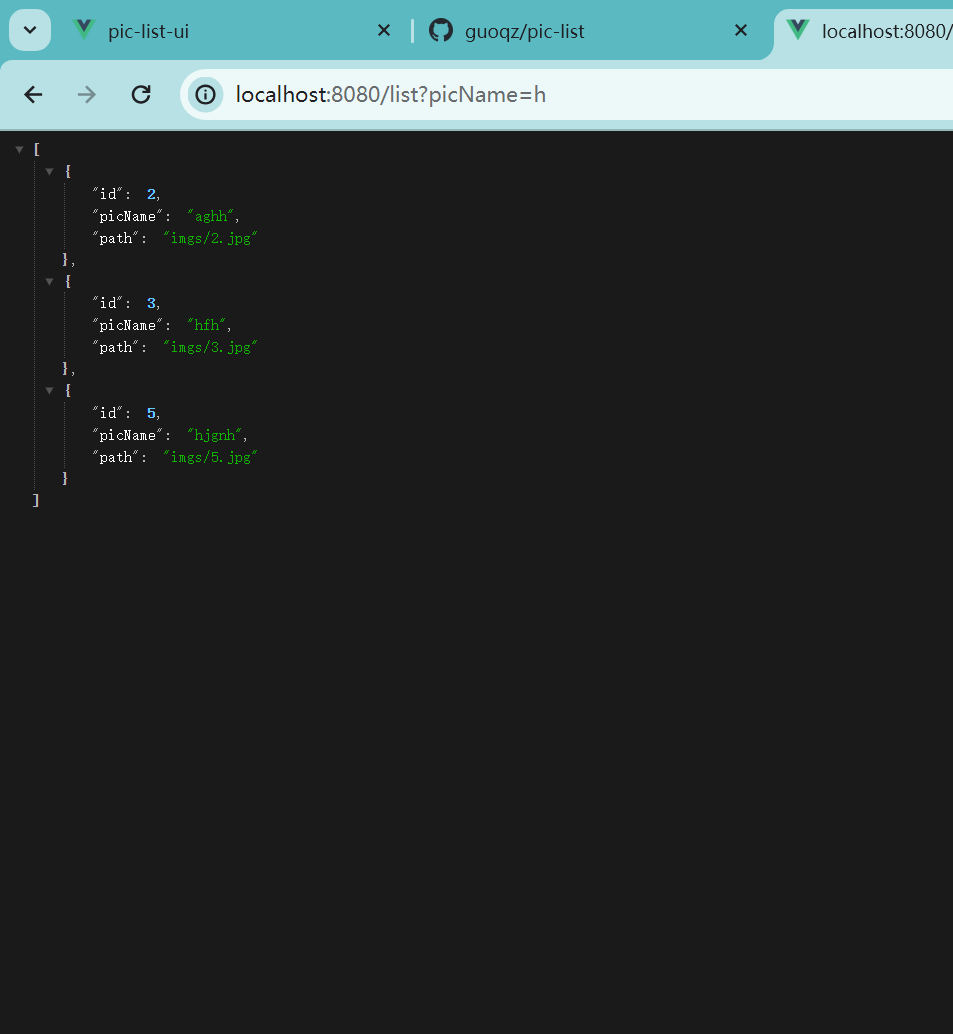 pic-list-ui
guoqz/pic-list
localhost:8080/
localhost:8080/list?picName=h
[
{
"id": 2,
"picName": "aghh",
"path": "imgs/2.jpg"
},
{
"id": 3,
"picName": "hfh",
"path": "imgs/3.jpg"
},
{
"id": 5,
"picName": "hjgnh",
"path": "imgs/5.jpg"
}
]